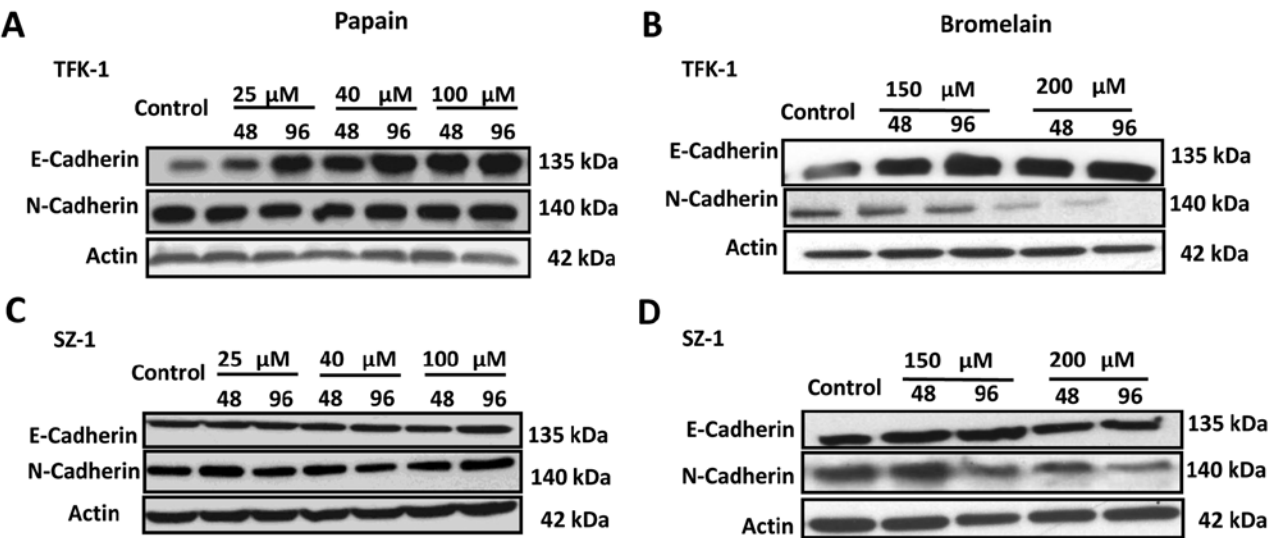 A
Papain
TFK-1
Control
25 μM
40 μM
100 μM
48 96 48 96 48 96
E-Cadherin 135 kDa
N-Cadherin 140 kDa
Actin 42 kDa
B
Bromelain
TFK-1
Control
150 μM
200 μM
48 96 48 96
E-Cadherin 135 kDa
N-Cadherin 140 kDa
Actin 42 kDa
C
SZ-1
Control
25 μM
40 μM
100 μM
48 96 48 96 48 96
E-Cadherin 135 kDa
N-Cadherin 140 kDa
Actin 42 kDa
D
SZ-1
Control
150 μM
200 μM
48 96 48 96
E-Cadherin 135 kDa
N-Cadherin 140 kDa
Actin 42 kDa